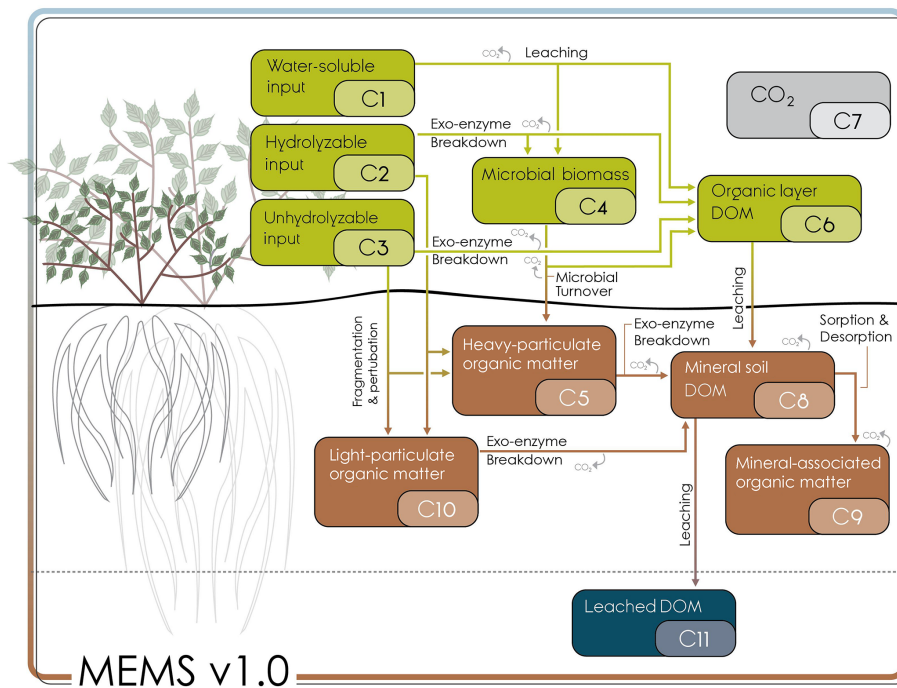 CO₂
Leaching
Water-soluble
input
C1
CO₂
C7
Exo-enzyme
Breakdown
CO₂
Hydrolyzable
input
C2
Microbial biomass
C4
Organic layer
DOM
C6
Unhydrolyzable
input
C3
Exo-enzyme
Breakdown
CO₂
CO₂
Microbial
Turnover
Leaching
Fragmentation
& pertubation
Heavy-particulate
organic matter
C5
Exo-enzyme
Breakdown
CO₂
Sorption &
Desorption
CO₂
Mineral soil
DOM
C8
Light-particulate
organic matter
C10
Exo-enzyme
Breakdown
CO₂
CO₂
Mineral-associated
organic matter
C9
Leaching
Leached DOM
C11
MEMS v1.0